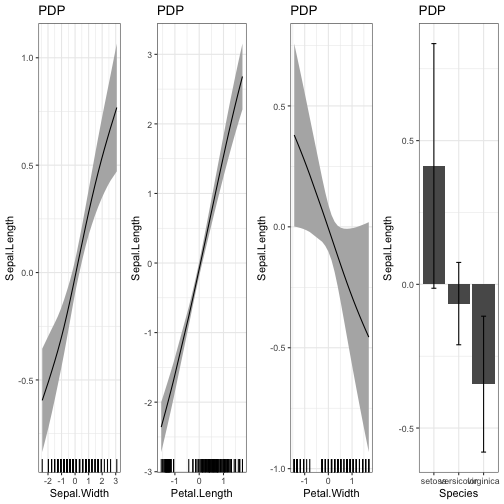 PDP
Sepal.Length
1.0
0.5
0.0
-0.5
-2 -1 0 1 2 3
Sepal.Width
PDP
Sepal.Length
3
2
1
0
-1
-2
-3
-1 0 1
Petal.Length
PDP
Sepal.Length
0.5
0.0
-0.5
-1.0
-1 0 1
Petal.Width
PDP
Sepal.Length
0.5
0.0
-0.5
setosa versicolor virginica
Species